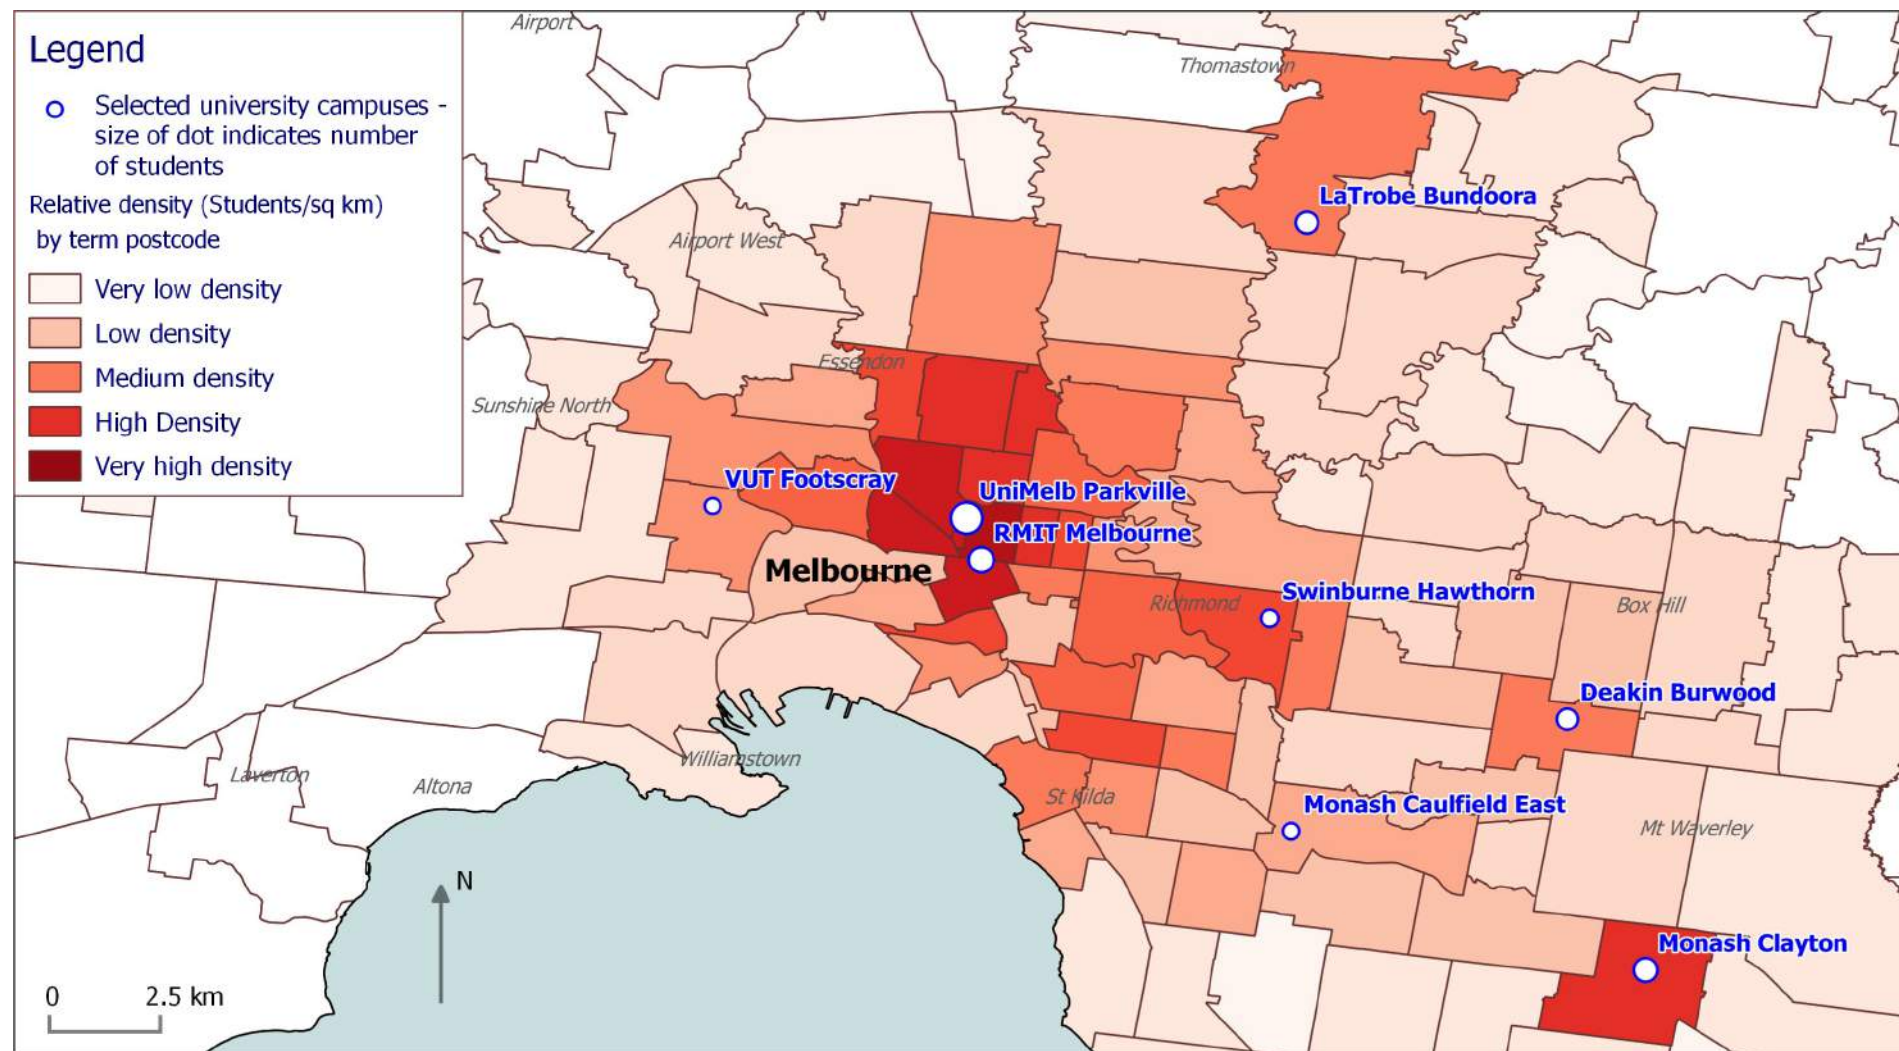 Legend
Selected university campuses -
size of dot indicates number
of students
Relative density (Students/sq km)
by term postcode
Very low density
Low density
Medium density
High Density
Very high density
Airport
Thomastown
LaTrobe Bundoora
Airport West
Essendon
Sunshine North
VUT Footscray
UniMelb Parkville
RMIT Melbourne
Melbourne
Swinburne Hawthorn
Richmond
Box Hill
Deakin Burwood
Williamstown
Laverton
Altona
St Kilda
Monash Caulfield East
Mt Waverley
N
Monash Clayton
0 2.5 km